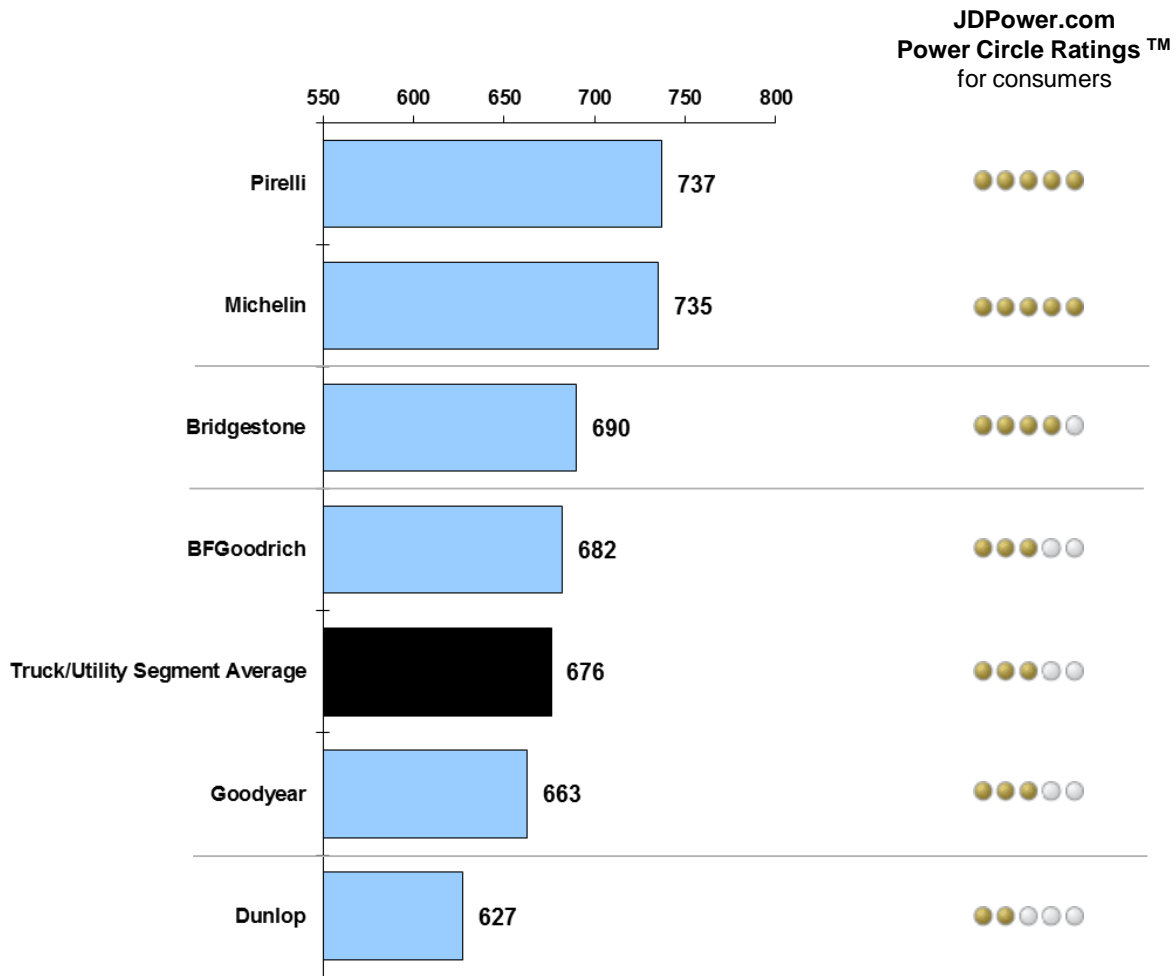 JDPower.com
Power Circle Ratings TM
for consumers
550 600 650 700 750 800
Pirelli 737
Michelin 735
Bridgestone 690
BFGoodrich 682
Truck/Utility Segment Average 676
Goodyear 663
Dunlop 627